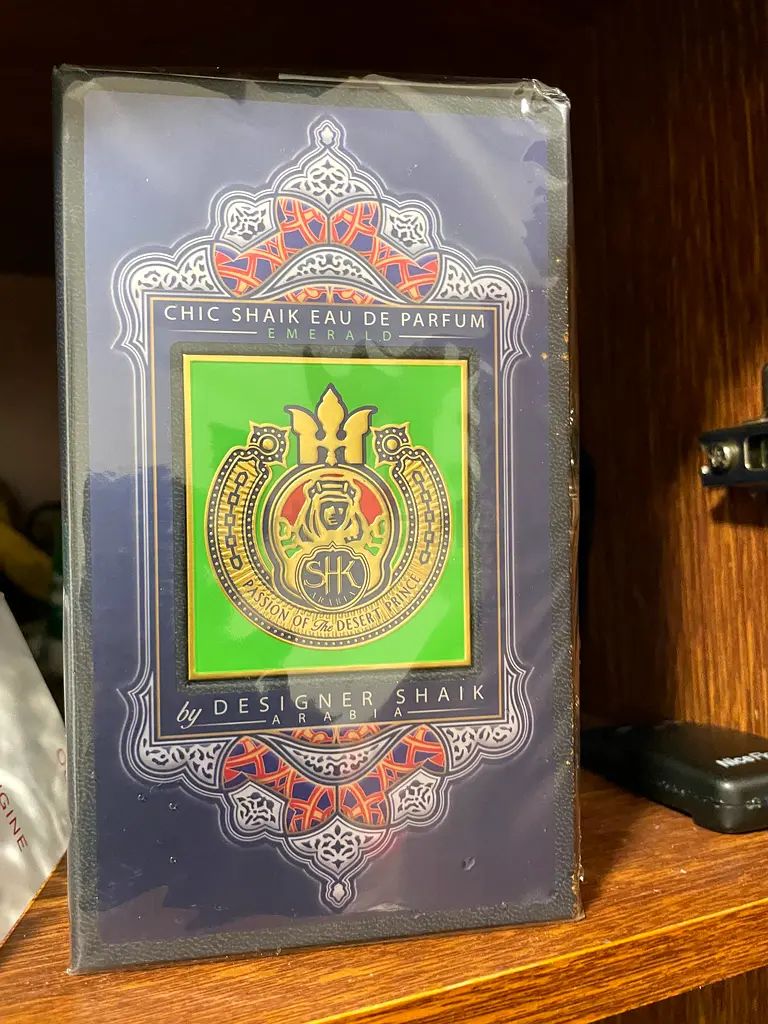 CHIC SHAIK EAU DE PARFUM
EMERALD
SHK
ARABIA
PASSION OF The DESERT PRINCE
by DESIGNER SHAIK
ARABIA